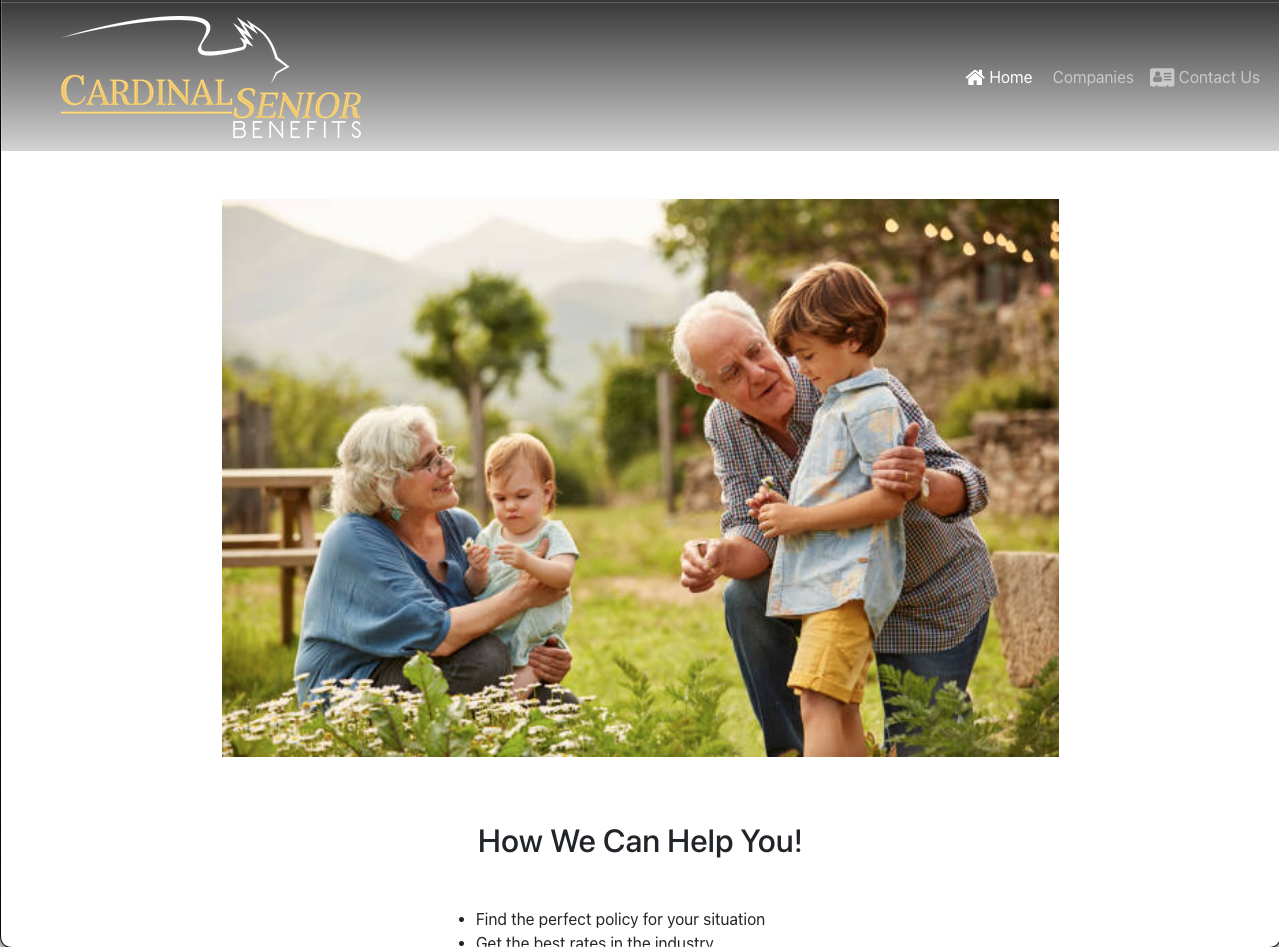 CARDINAL SENIOR
BENEFITS
Home Companies Contact Us
How We Can Help You!
• Find the perfect policy for your situation
• Get the best rates in the industry